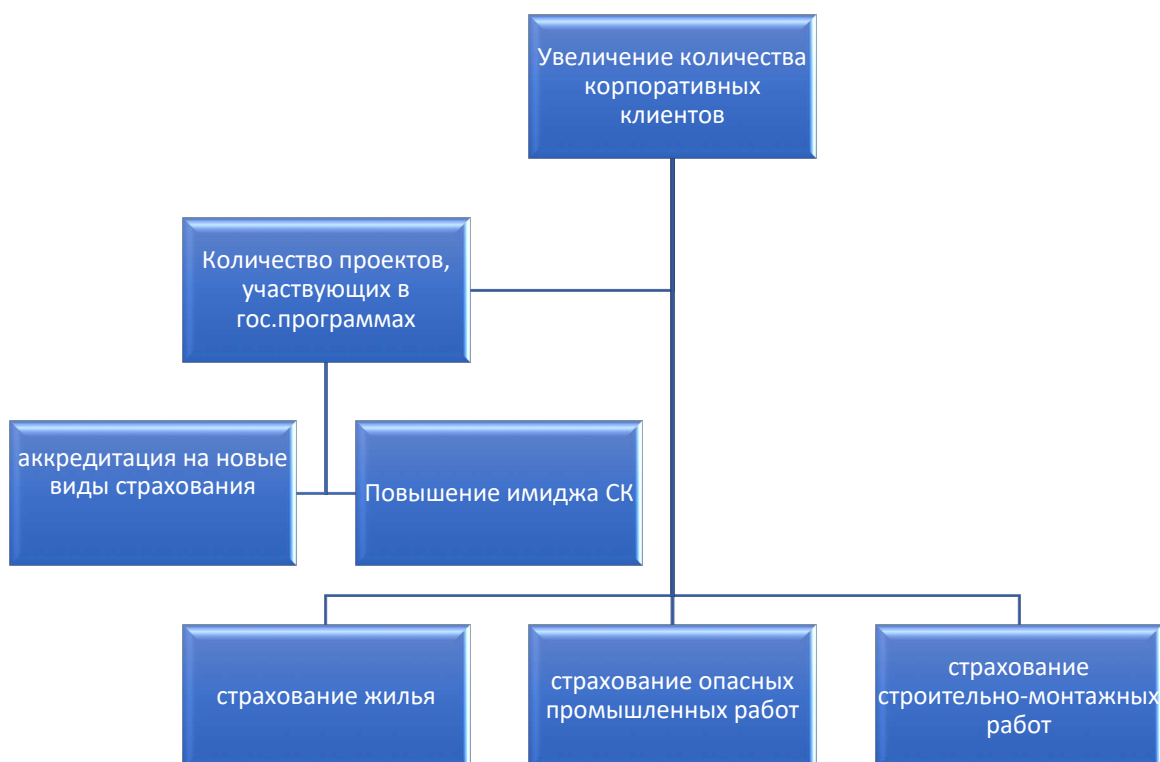 Увеличение количества
корпоративных
клиентов
Количество проектов,
участвующих в
гос.программах
аккредитация на новые
виды страхования
Повышение имиджа СК
страхование жилья
страхование опасных
промышленных работ
страхование
строительно-монтажных
работ